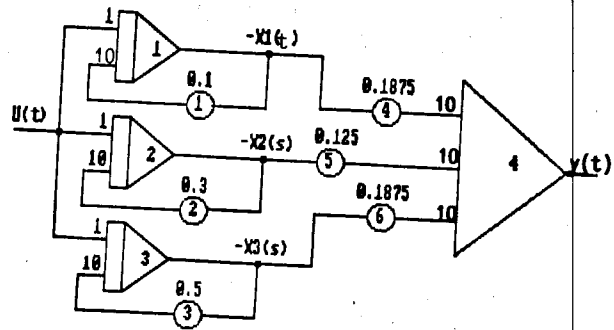 1 1 -X1(t)
10 0.1 1 0.1875 4 10
U(t)
1 2 -X2(s) 0.125 5 10 4 y(t)
10 0.3 2 0.1875 6 10
1 3 -X3(s)
10 0.5 3